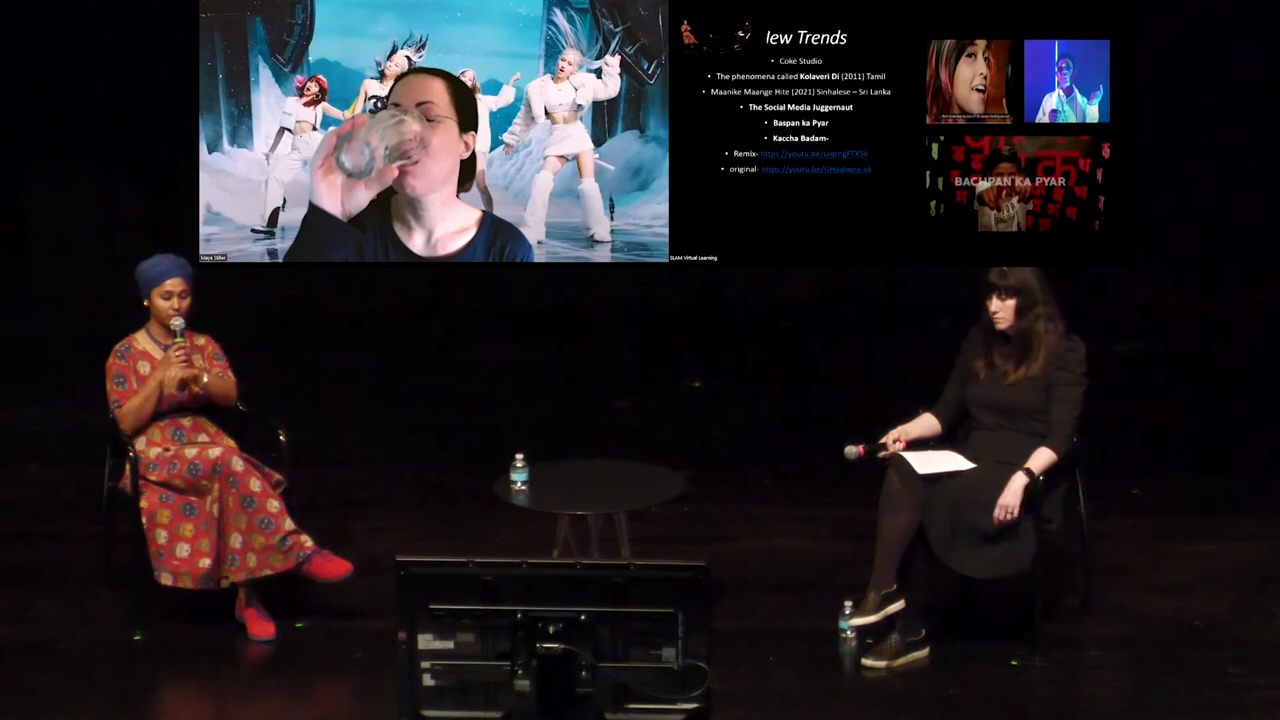 lew Trends
• Coke Studio
• The phenomena called Kolaveri Di (2011) Tamil
• Maanike Maange Hite (2021) Sinhalese – Sri Lanka
• The Social Media Juggernaut
• Baspan ka Pyar
• Kaccha Badam-
• Remix-
• original-
BACHPAN KA PYAR
Maya Stiller
SLAM Virtual Learning